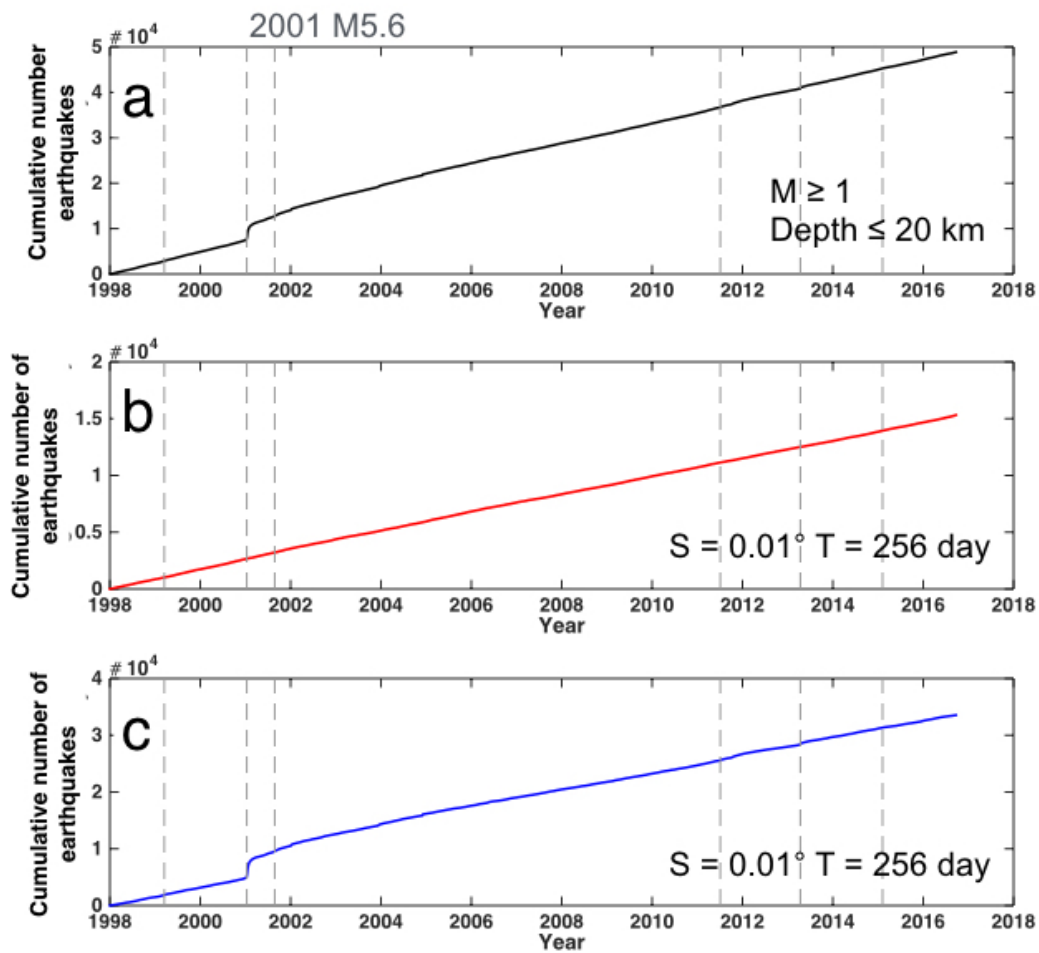 2001 M5.6
# 10⁴
5
4
3
2
1
0
a
Cumulative number
earthquakes
M ≥ 1
Depth ≤ 20 km
1998 2000 2002 2004 2006 2008 2010 2012 2014 2016 2018
Year
# 10⁴
2
1.5
1
0.5
0
b
Cumulative number of
earthquakes
S = 0.01° T = 256 day
1998 2000 2002 2004 2006 2008 2010 2012 2014 2016 2018
Year
# 10⁴
4
3
2
1
0
c
Cumulative number of
earthquakes
S = 0.01° T = 256 day
1998 2000 2002 2004 2006 2008 2010 2012 2014 2016 2018
Year